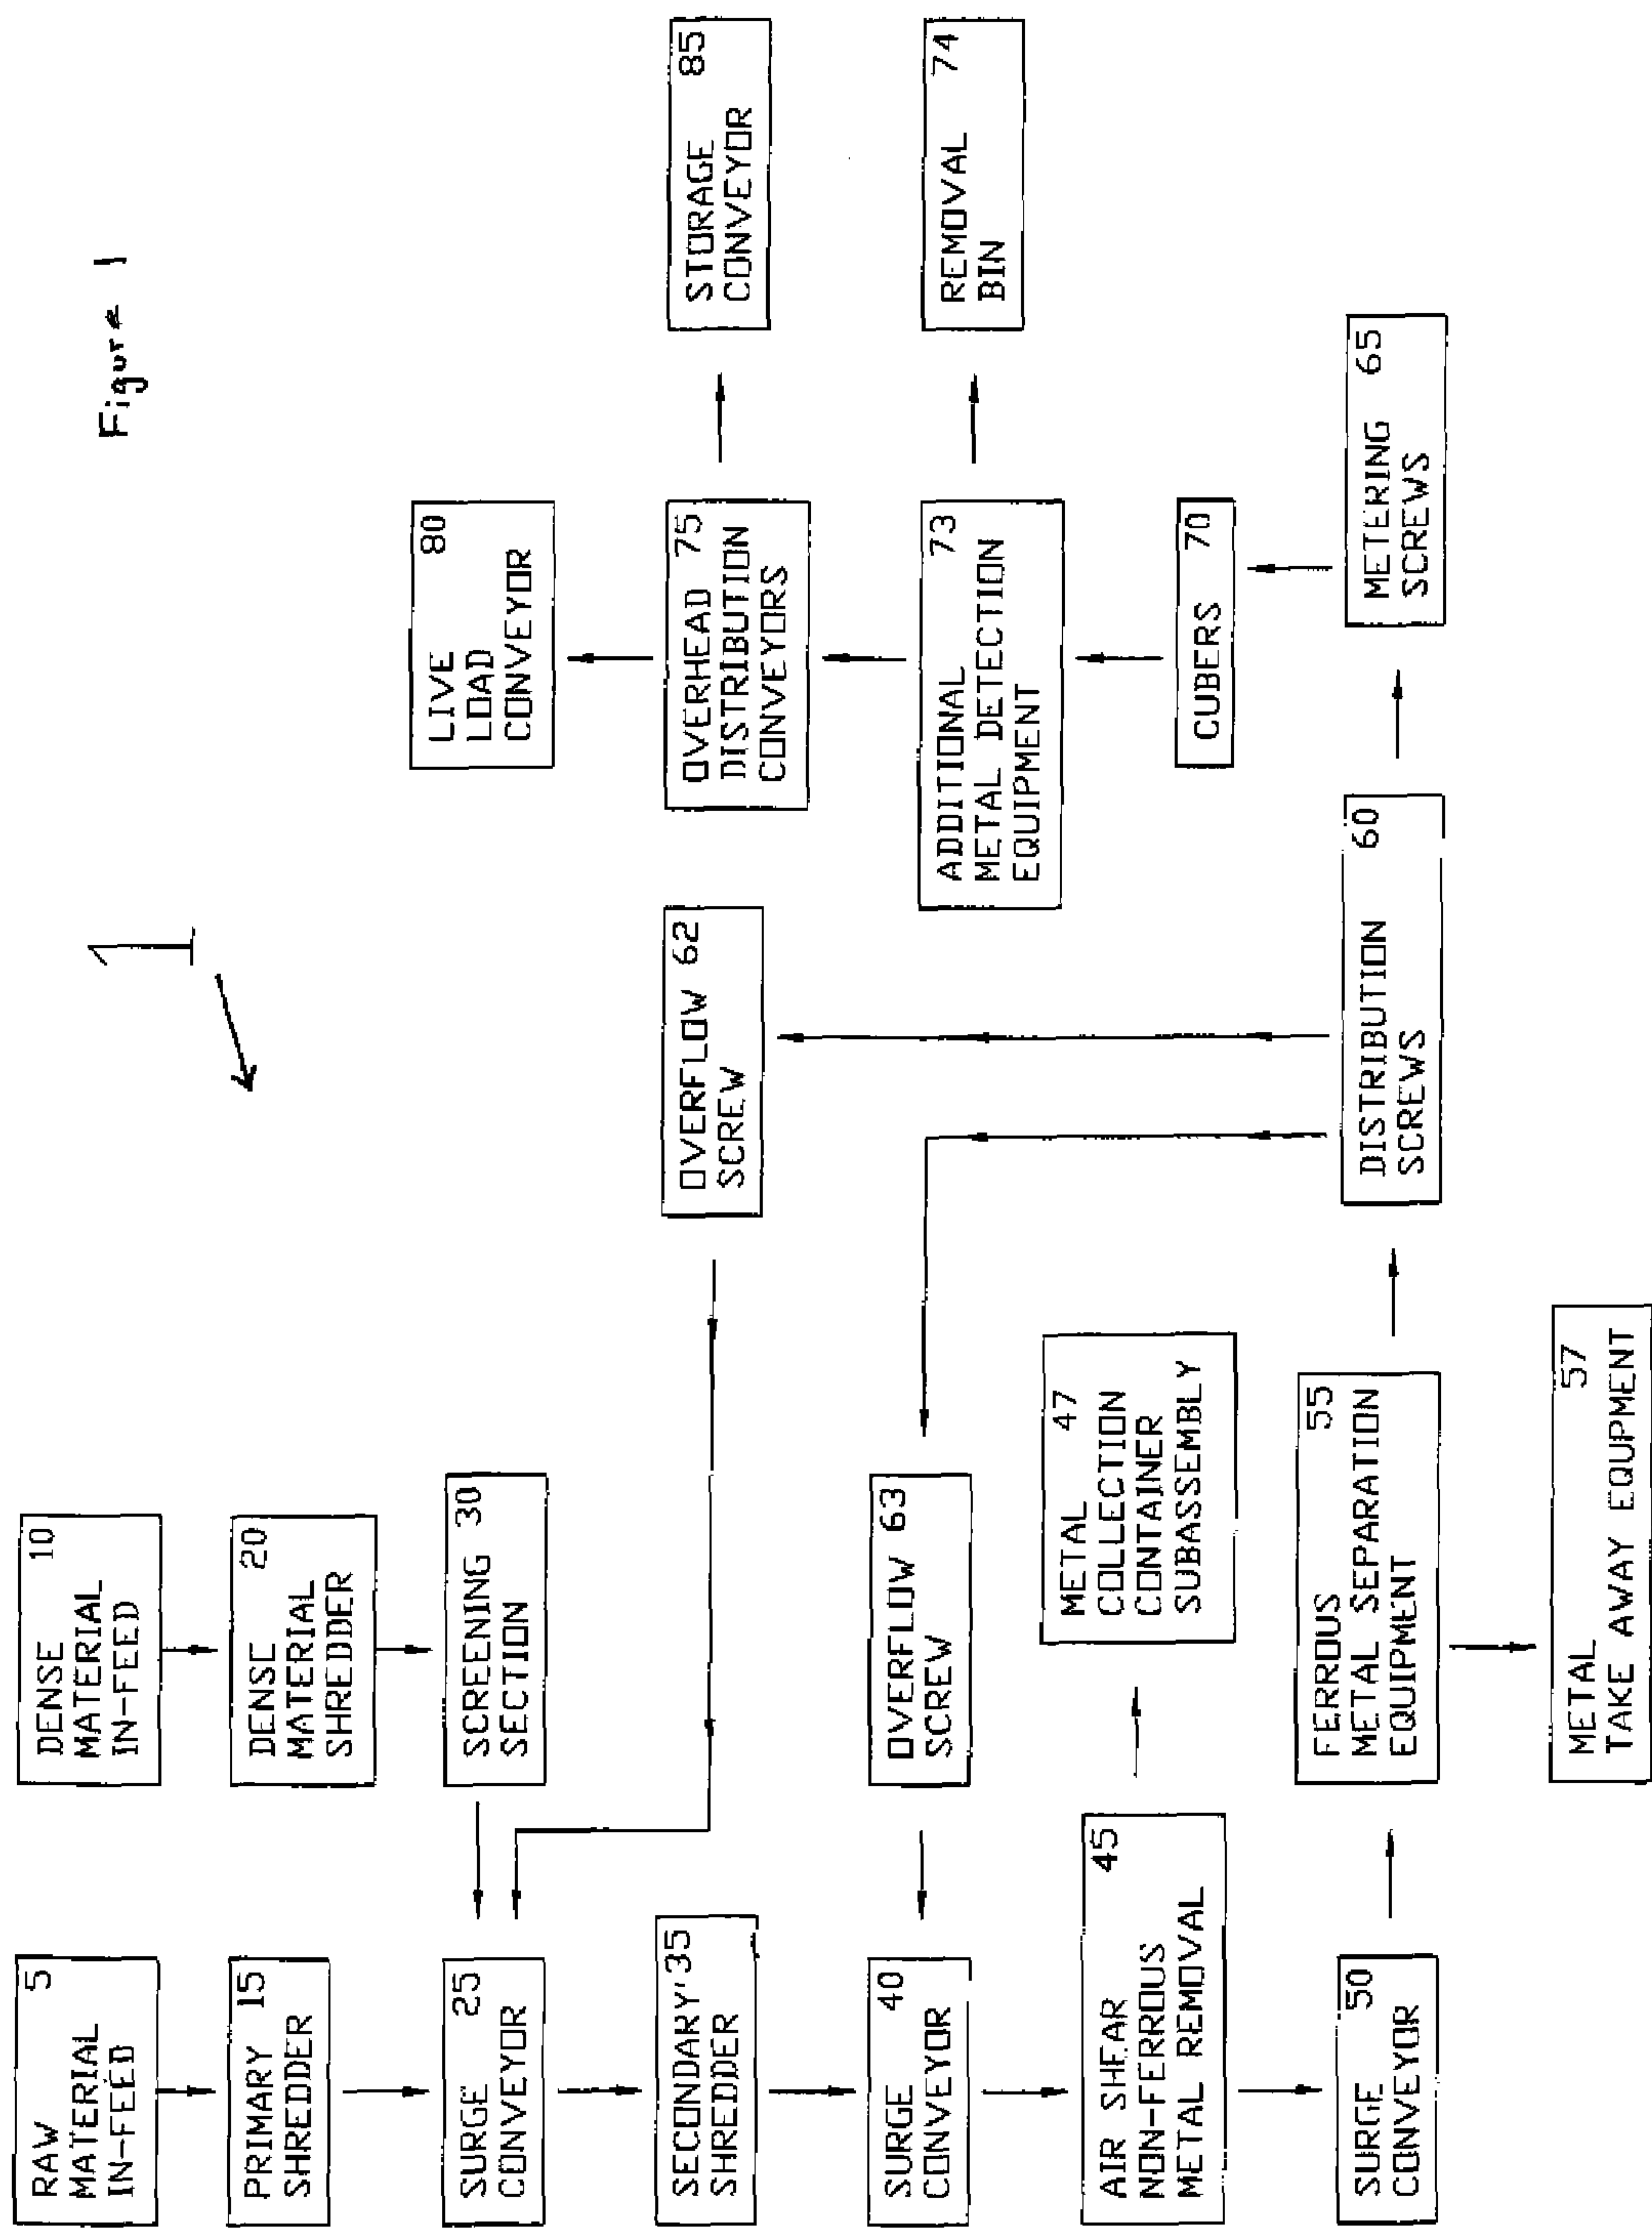 Figure 1
1
RAW 5
MATERIAL
IN-FEED
DENSE 10
MATERIAL
IN-FEED
PRIMARY 15
SHREDDER
DENSE 20
MATERIAL
SHREDDER
SURGE 25
CONVEYOR
SCREENING 30
SECTION
SECONDARY' 35
SHREDDER
OVERFLOW 62
SCREW
OVERHEAD 75
DISTRIBUTION
CONVEYORS
LIVE 80
LOAD
CONVEYOR
STORAGE 85
CONVEYOR
SURGE 40
CONVEYOR
OVERFLOW 63
SCREW
ADDITIONAL 73
METAL DETECTION
EQUIPMENT
REMOVAL 74
BIN
AIR SHEAR 45
NON-FERROUS
METAL REMOVAL
METAL 47
COLLECTION
CONTAINER
SUBASSEMBLY
CUBERS 70
SURGE 50
CONVEYOR
FERROUS 55
METAL SEPARATION
EQUIPMENT
DISTRIBUTION 60
SCREWS
METERING 65
SCREWS
METAL 57
TAKE AWAY EQUPMENT